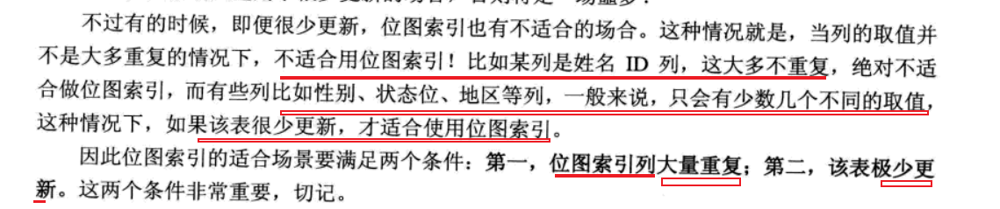 不过有的时候，即便很少更新，位图索引也有不适合的场合。这种情况就是，当列的取值并
不是大多重复的情况下，不适合用位图索引！比如某列是姓名 ID 列，这大多不重复，绝对不适
合做位图索引，而有些列比如性别、状态位、地区等列，一般来说，只会有少数几个不同的取值，
这种情况下，如果该表很少更新，才适合使用位图索引。
因此位图索引的适合场景要满足两个条件：第一，位图索引列大量重复；第二，该表极少更
新。这两个条件非常重要，切记。